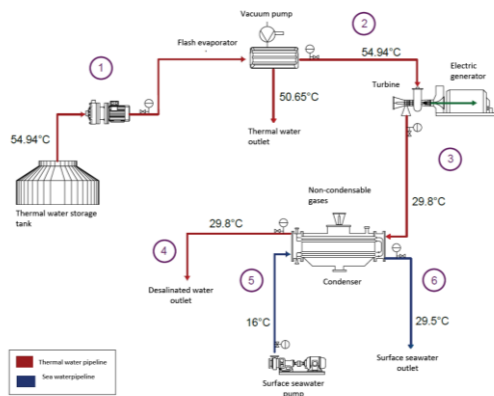 Vacuum pump
2
Flash evaporator
54.94°C
Electric
generator
1
Turbine
50.65°C
54.94°C
Thermal water
outlet
3
Non-condensable
gases
Thermal water storage
tank
29.8°C
29.8°C
4
5
6
Desalinated water
outlet
Condenser
16°C
29.5°C
Thermal water pipeline
Sea waterpipeline
Surface seawater
outlet
Surface seawater
pump